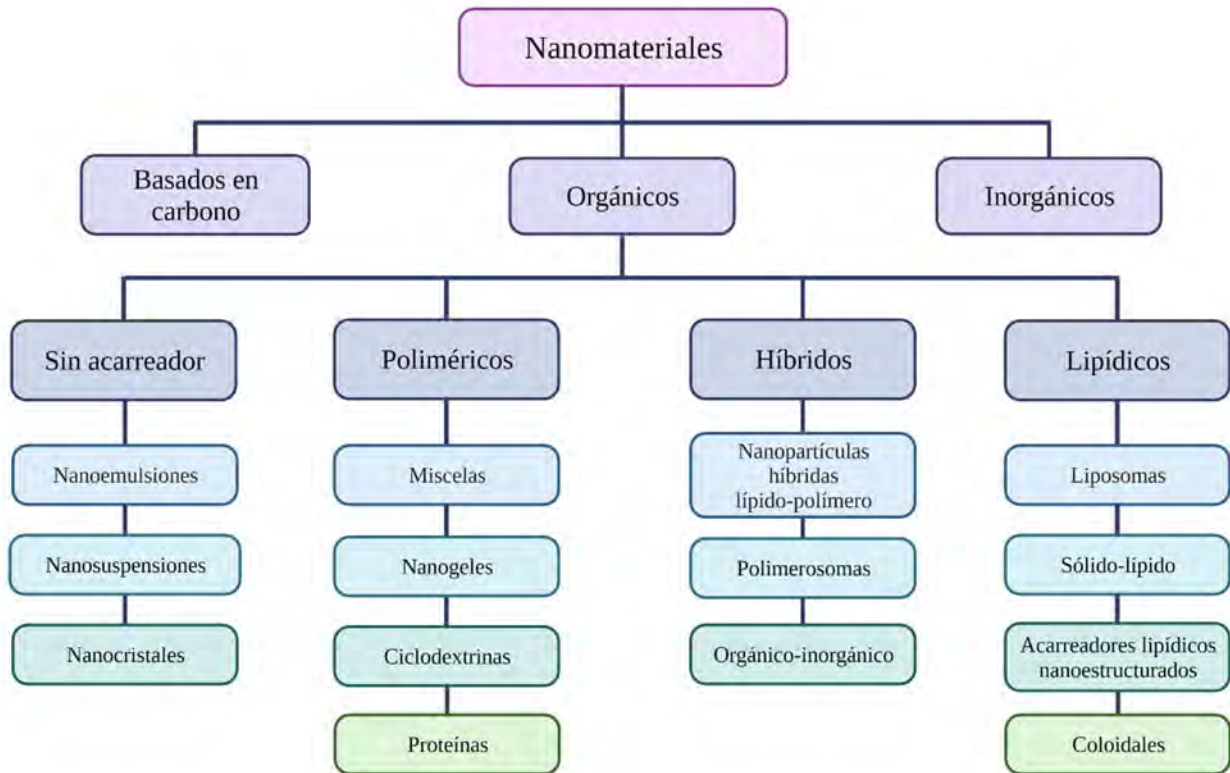 Nanomateriales
Basados en
carbono
Orgánicos
Inorgánicos
Sin acarreador
Poliméricos
Híbridos
Lipídicos
Nanoemulsiones
Miscelas
Nanopartículas
híbridas
lípido-polímero
Liposomas
Nanosuspensiones
Nanogeles
Polimerosomas
Sólido-lípido
Nanocristales
Ciclodextrinas
Orgánico-inorgánico
Acarreadores lipídicos
nanoestructurados
Proteínas
Coloidales